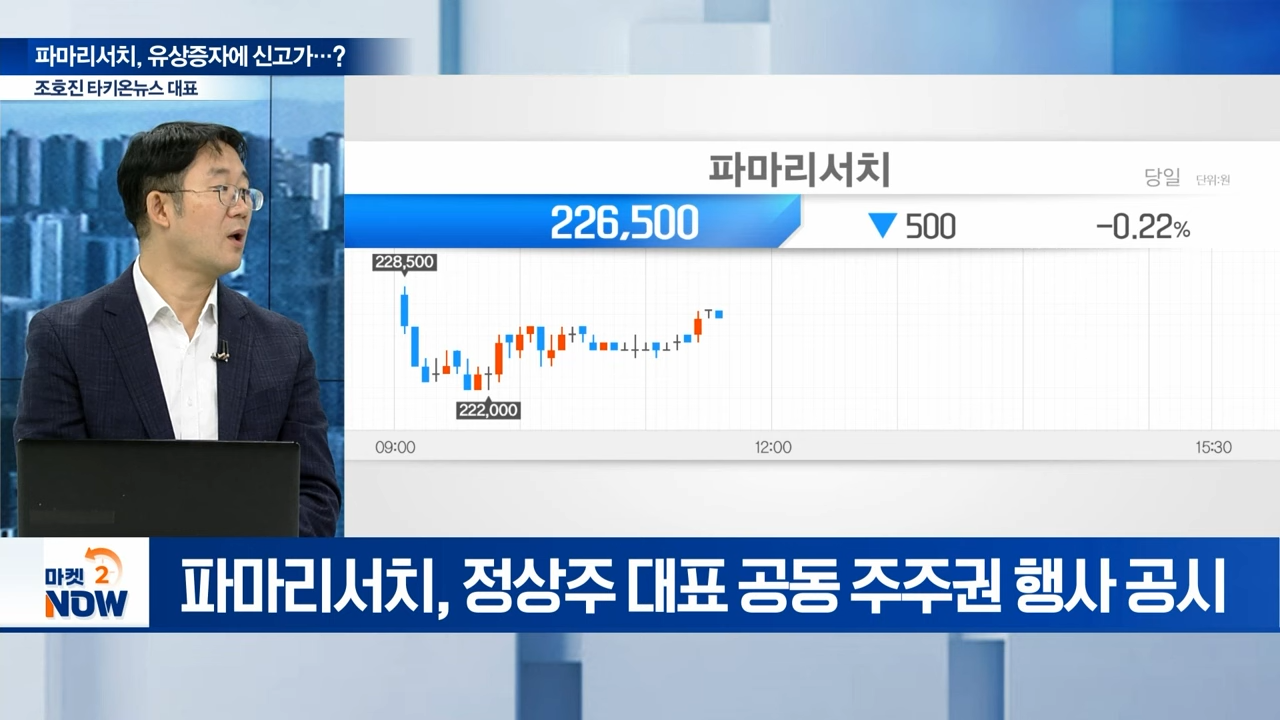 파마리서치, 유상증자에 신고가…?
조호진 타키온뉴스 대표
파마리서치
당일 단위:원
226,500 ▼ 500 -0.22%
228,500
222,000
09:00 12:00 15:30
마켓 2
NOW
파마리서치, 정상주 대표 공동 주주권 행사 공시